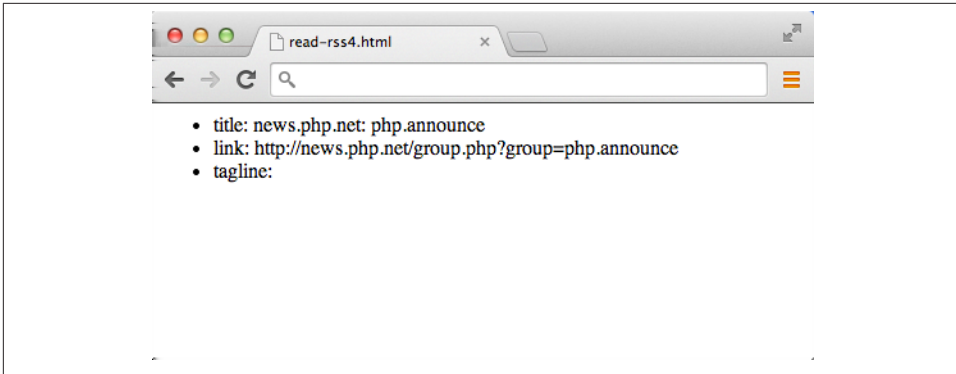 read-rss4.html
• title: news.php.net: php.announce
• link: http://news.php.net/group.php?group=php.announce
• tagline: